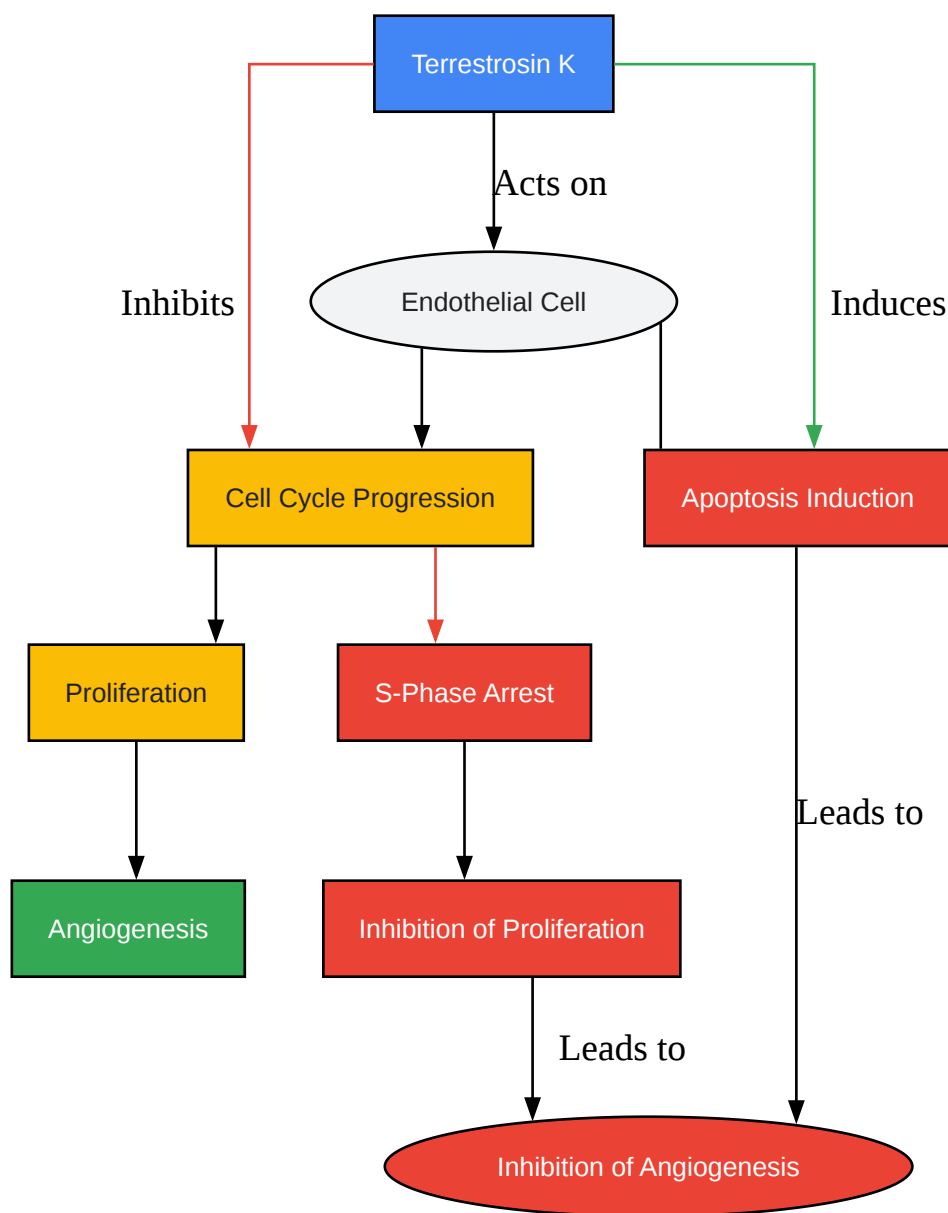 Terrestrosin K
Acts on
Inhibits
Endothelial Cell
Induces
Cell Cycle Progression
Apoptosis Induction
Proliferation
S-Phase Arrest
Leads to
Angiogenesis
Inhibition of Proliferation
Leads to
Inhibition of Angiogenesis